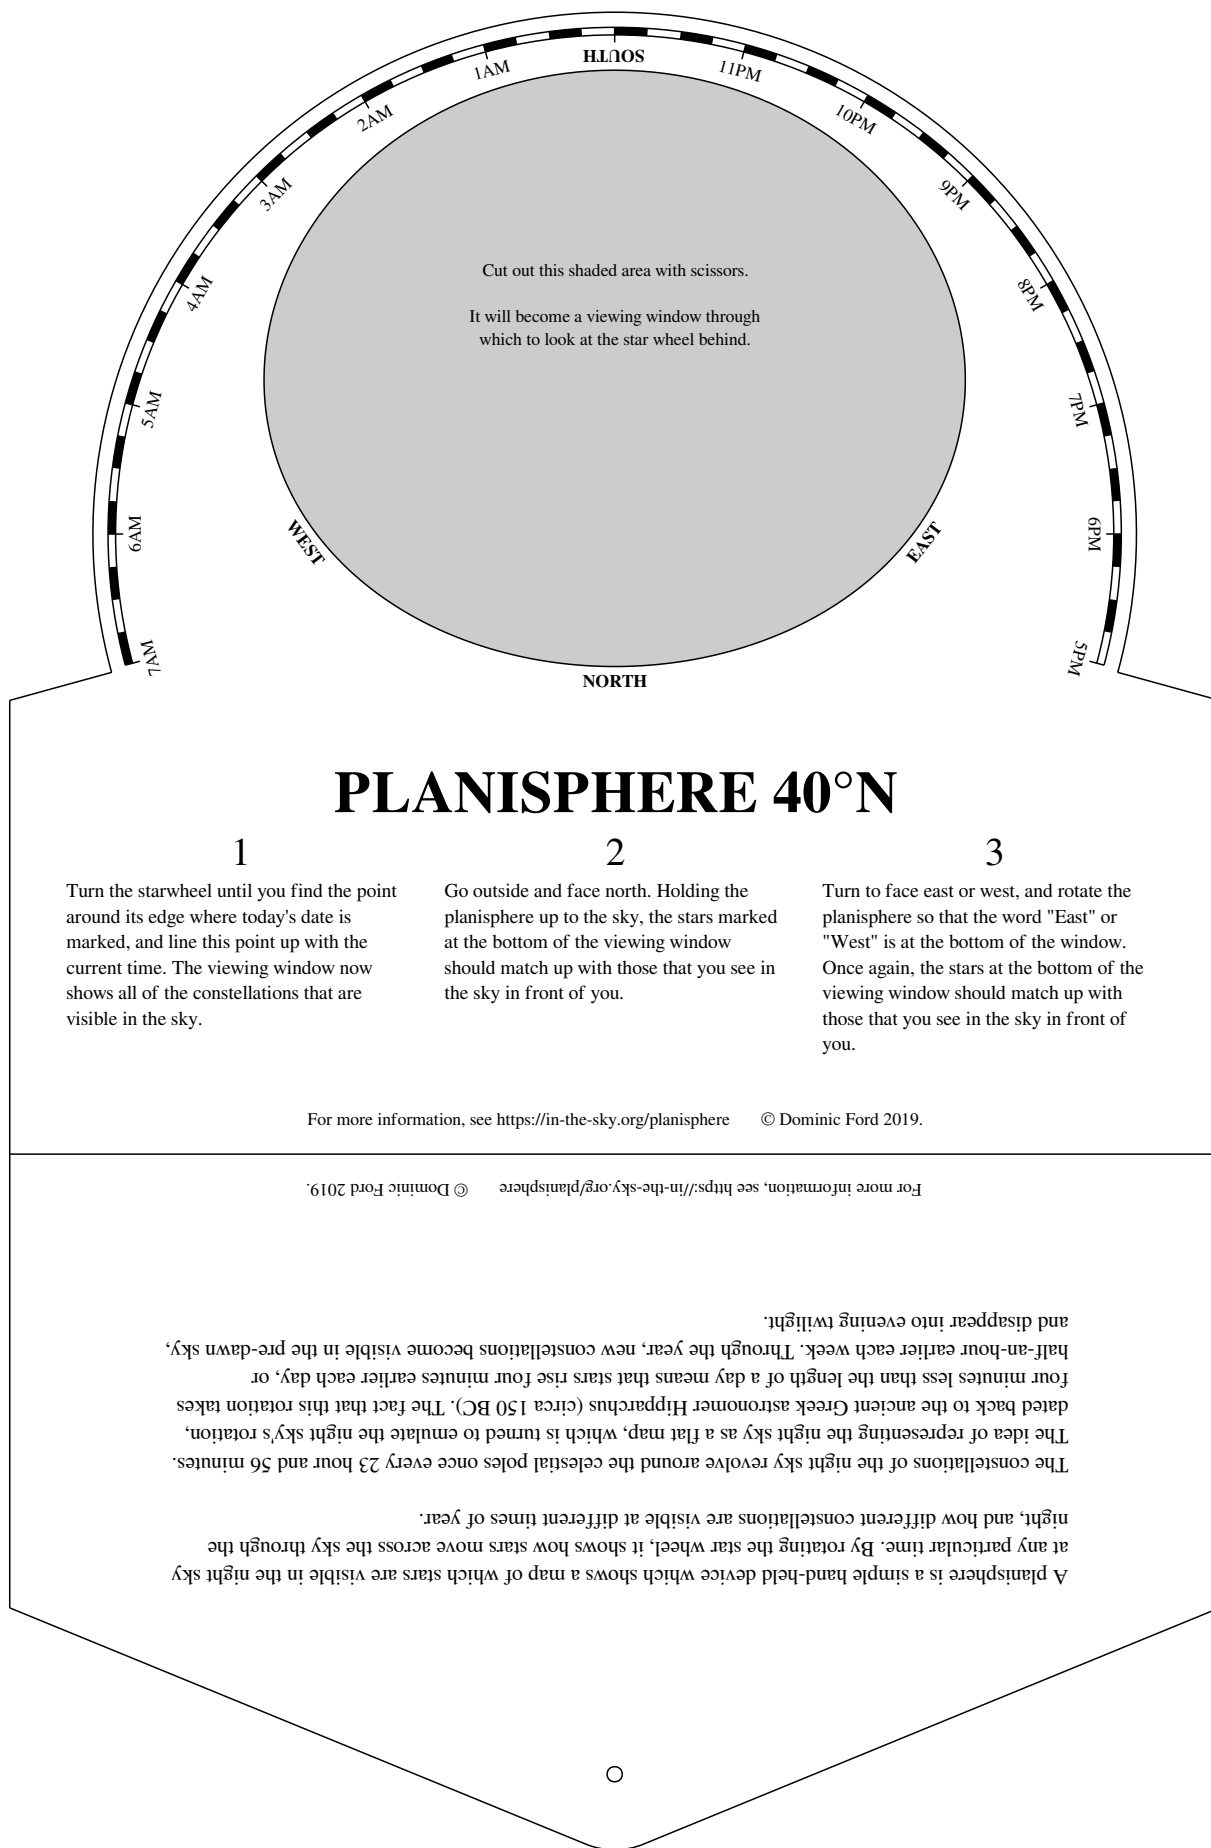 SOUTH
1AM
11PM
2AM
10PM
3AM
9PM
4AM
8PM
5AM
7PM
6AM
6PM
7AM
5PM
Cut out this shaded area with scissors.
It will become a viewing window through
which to look at the star wheel behind.
WEST
EAST
NORTH
PLANISPHERE 40°N
1
Turn the starwheel until you find the point
around its edge where today's date is
marked, and line this point up with the
current time. The viewing window now
shows all of the constellations that are
visible in the sky.
2
Go outside and face north. Holding the
planisphere up to the sky, the stars marked
at the bottom of the viewing window
should match up with those that you see in
the sky in front of you.
3
Turn to face east or west, and rotate the
planisphere so that the word "East" or
"West" is at the bottom of the window.
Once again, the stars at the bottom of the
viewing window should match up with
those that you see in the sky in front of
you.
For more information, see https://in-the-sky.org/planisphere © Dominic Ford 2019.
A planisphere is a simple hand-held device which shows a map of which stars are visible in the night sky
at any particular time. By rotating the star wheel, it shows how stars move across the sky through the
night, and how different constellations are visible at different times of year.
The constellations of the night sky revolve around the celestial poles once every 23 hour and 56 minutes.
The idea of representing the night sky as a flat map, which is turned to emulate the night sky's rotation,
dated back to the ancient Greek astronomer Hipparchus (circa 150 BC). The fact that this rotation takes
four minutes less than the length of a day means that stars rise four minutes earlier each day, or
half-an-hour earlier each week. Through the year, new constellations become visible in the pre-dawn sky,
and disappear into evening twilight.
For more information, see https://in-the-sky.org/planisphere © Dominic Ford 2019.